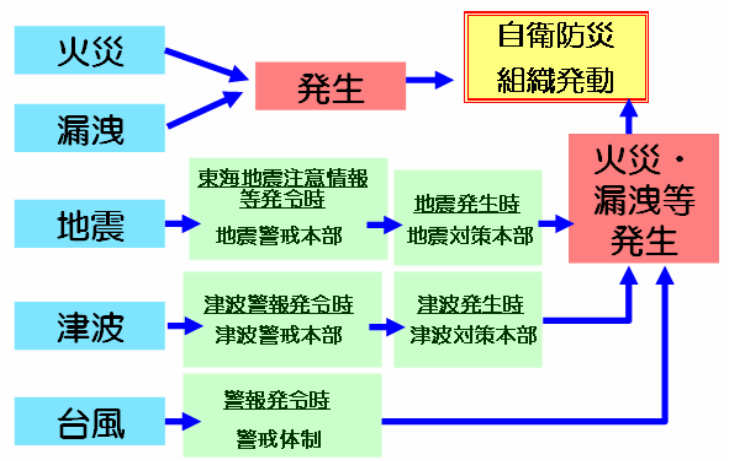 火災
漏洩
発生
自衛防災
組織発動
地震
東海地震注意情報
等発令時
地震警戒本部
地震発生時
地震対策本部
火災・
漏洩等
発生
津波
津波警報発令時
津波警戒本部
津波発生時
津波対策本部
台風
警報発令時
警戒体制